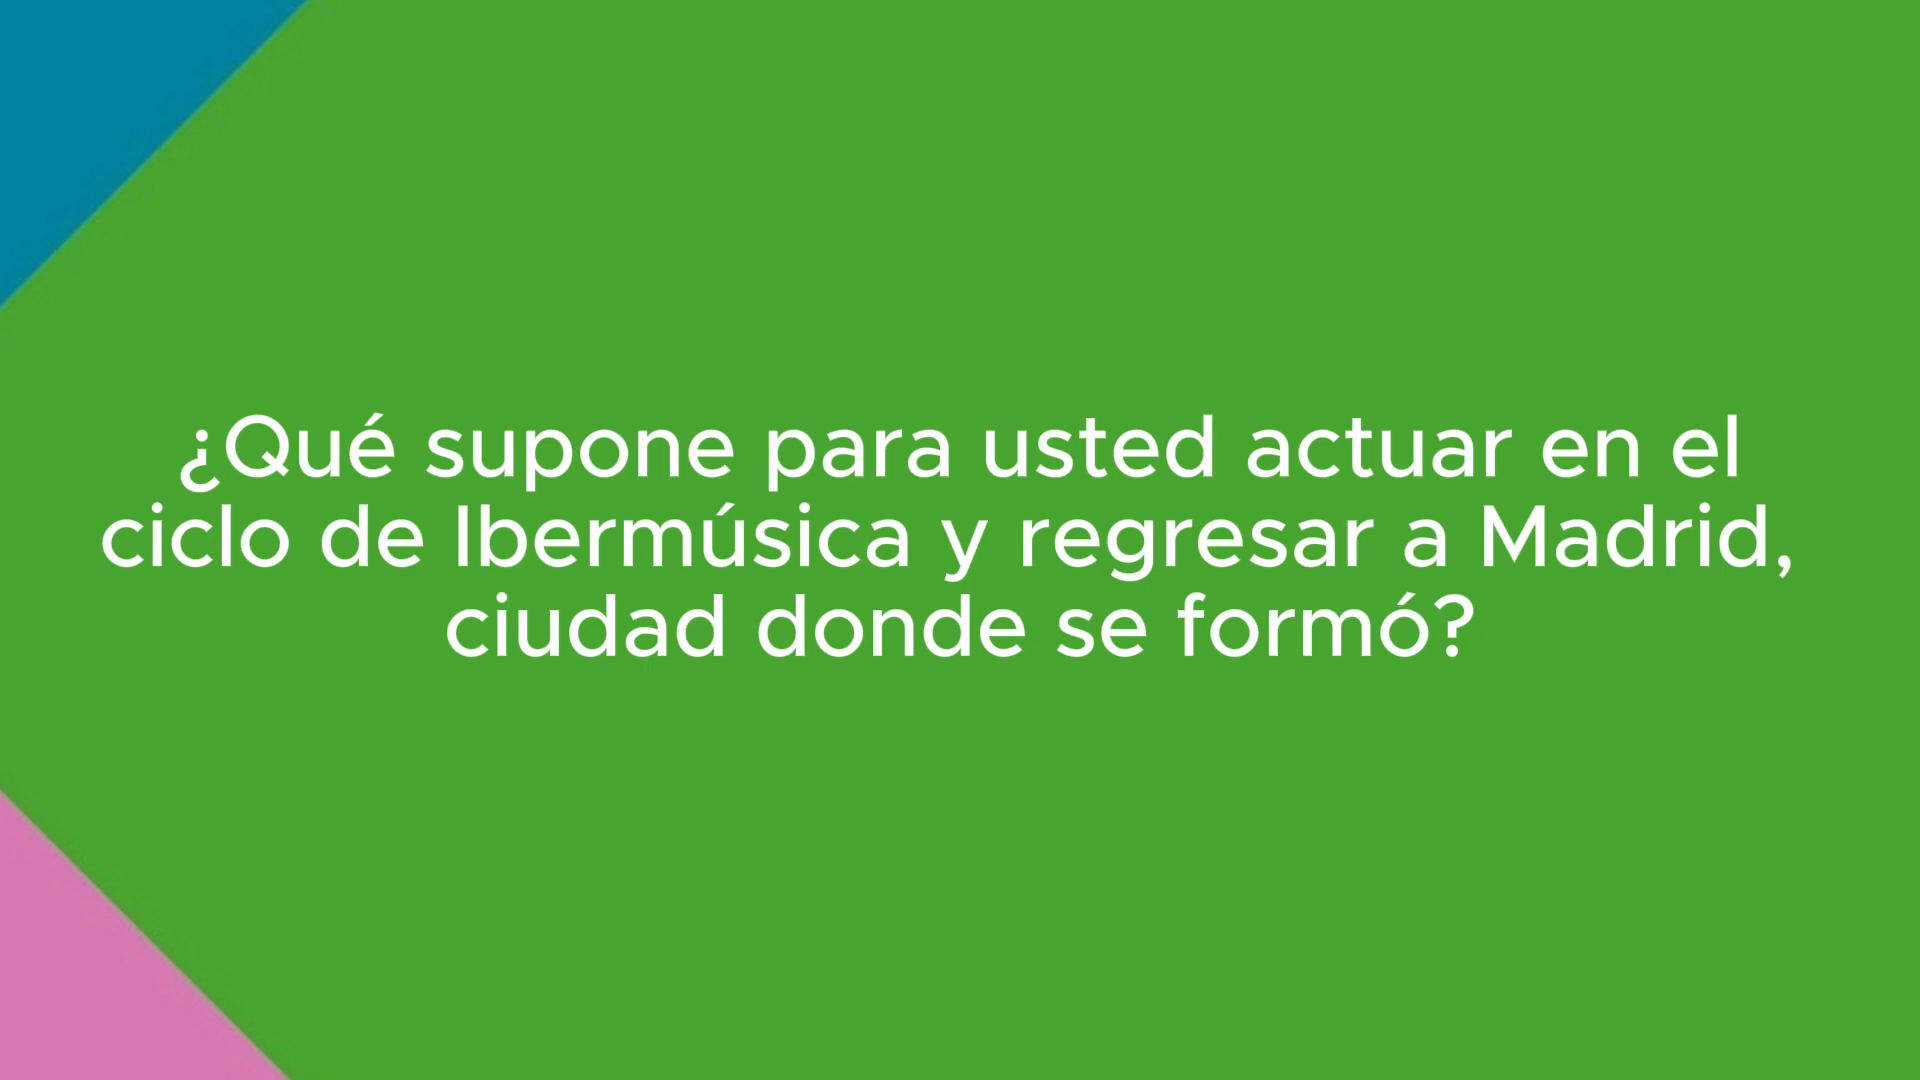 ¿Qué supone para usted actuar en el
ciclo de Ibermúsica y regresar a Madrid,
ciudad donde se formó?